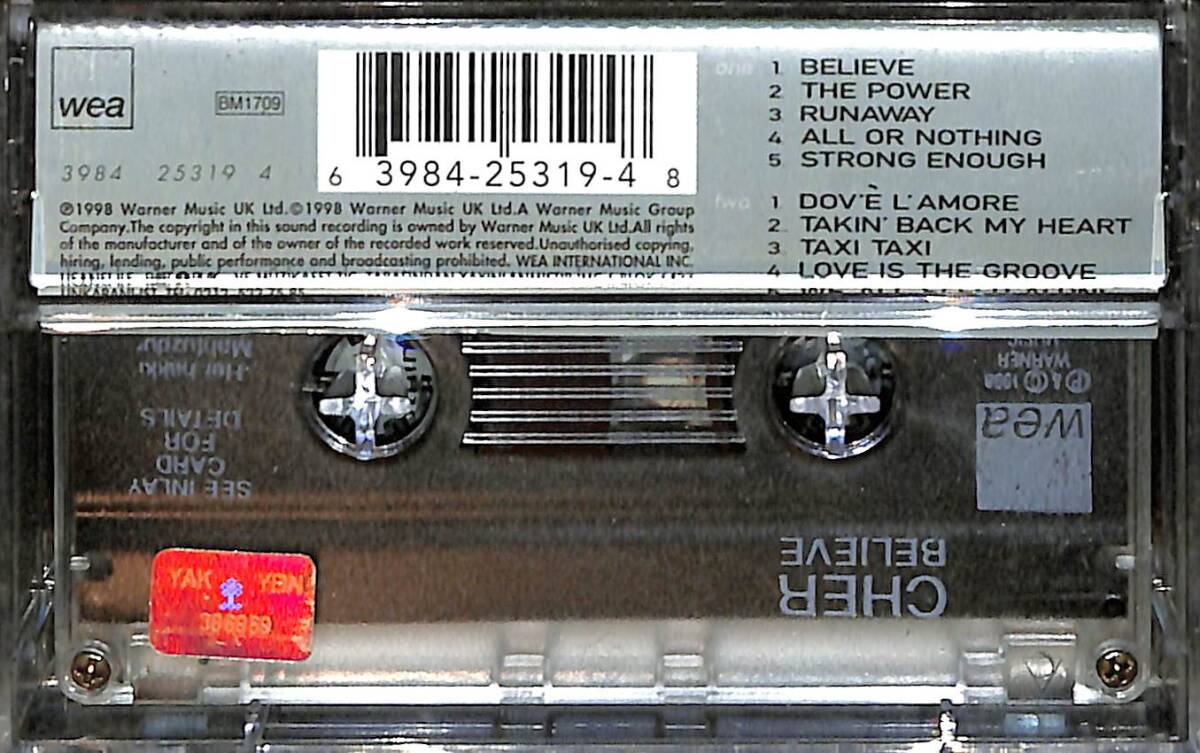 wea
BM1709
3984 25319 4
6 3984-25319-4 8
℗1998 Warner Music UK Ltd.©1998 Warner Music UK Ltd.A Warner Music Group
Company.The copyright in this sound recording is owned by Warner Music UK Ltd.All rights
of the manufacturer and of the owner of the recorded work reserved.Unauthorised copying,
hiring, lending, public performance and broadcasting prohibited. WEA INTERNATIONAL INC.
one
1 BELIEVE
2 THE POWER
3 RUNAWAY
4 ALL OR NOTHING
5 STRONG ENOUGH
two
1 DOV'È L'AMORE
2 TAKIN' BACK MY HEART
3 TAXI TAXI
4 LOVE IS THE GROOVE
Her hakkı
Mahfuzdur
SEE INLAY
CARD
FOR
DETAILS
wea
℗ & © 1998
WARNER
MUSIC
CHER
BELIEVE
YAK